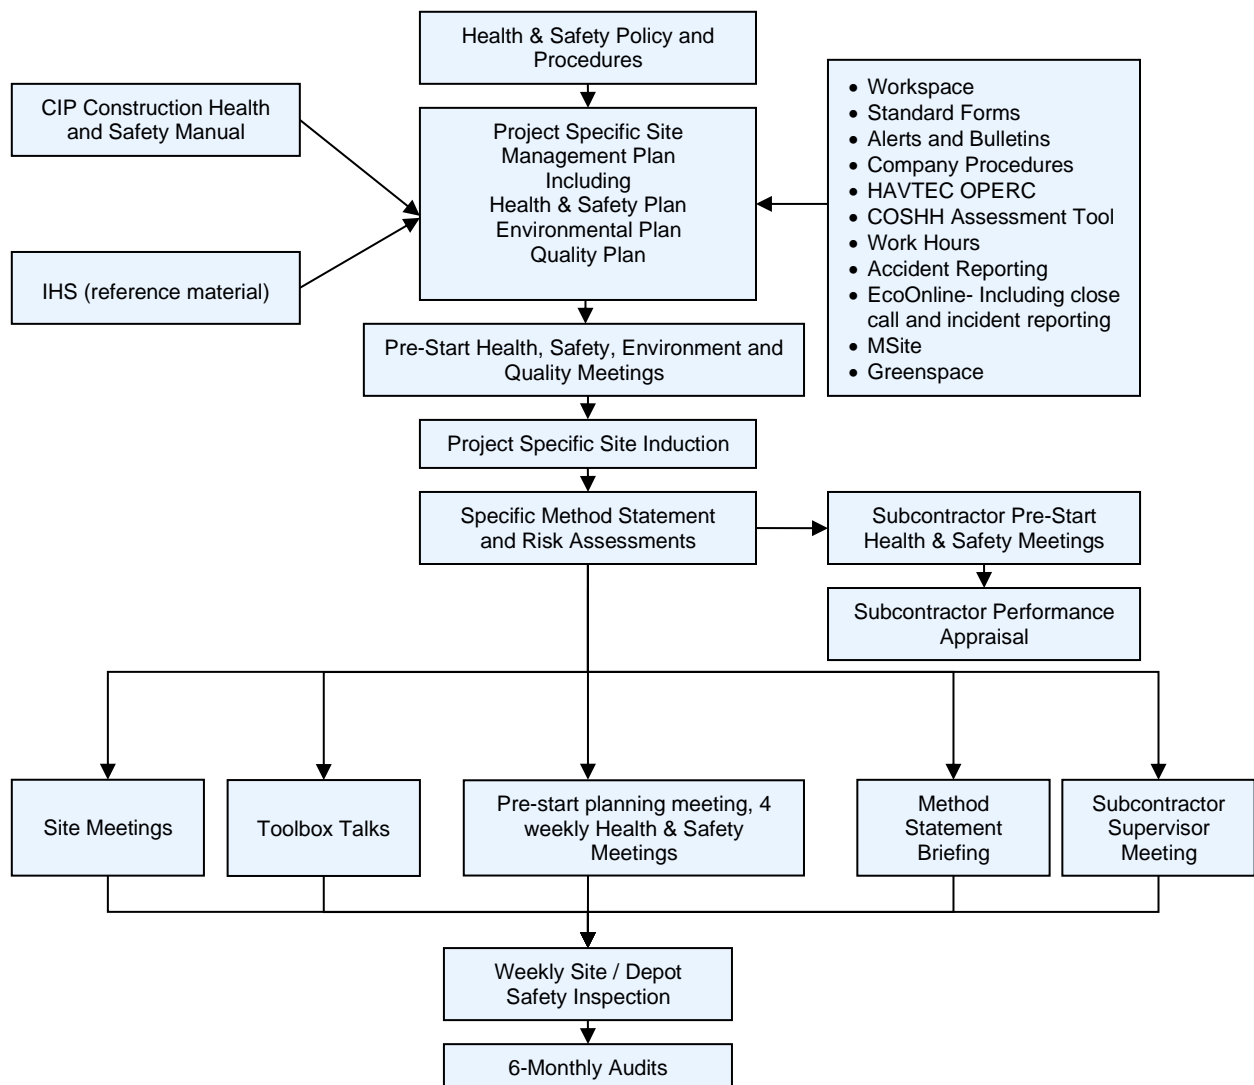 Health & Safety Policy and
Procedures
CIP Construction Health
and Safety Manual
IHS (reference material)
Project Specific Site
Management Plan
Including
Health & Safety Plan
Environmental Plan
Quality Plan
• Workspace
• Standard Forms
• Alerts and Bulletins
• Company Procedures
• HAVTEC OPERC
• COSHH Assessment Tool
• Work Hours
• Accident Reporting
• EcoOnline- Including close
call and incident reporting
• MSite
• Greenspace
Pre-Start Health, Safety, Environment and
Quality Meetings
Project Specific Site Induction
Specific Method Statement
and Risk Assessments
Subcontractor Pre-Start
Health & Safety Meetings
Subcontractor Performance
Appraisal
Site Meetings
Toolbox Talks
Pre-start planning meeting, 4
weekly Health & Safety
Meetings
Method
Statement
Briefing
Subcontractor
Supervisor
Meeting
Weekly Site / Depot
Safety Inspection
6-Monthly Audits